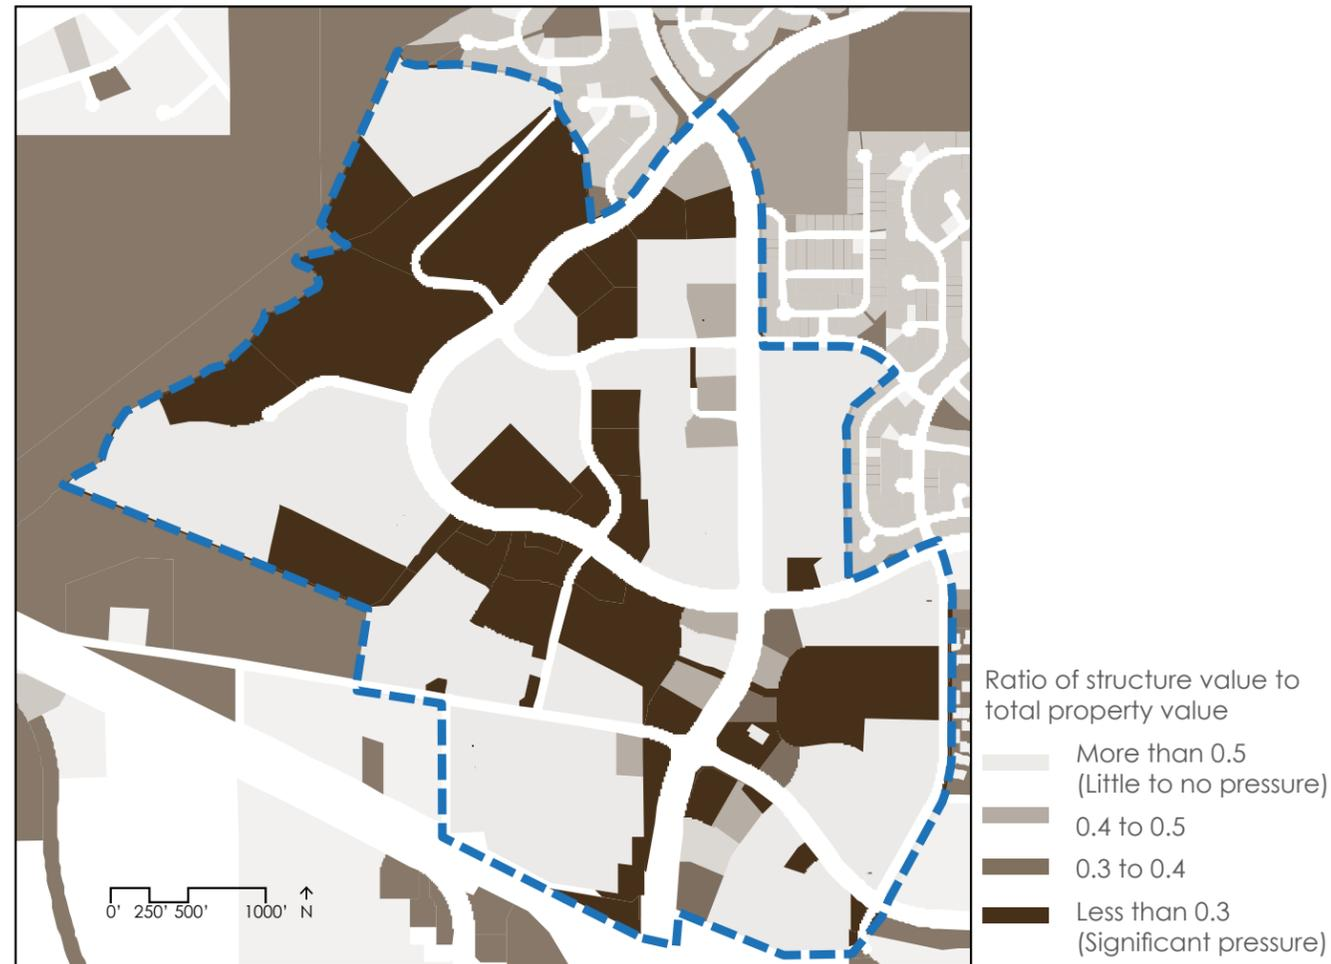 Ratio of structure value to
total property value
More than 0.5
(Little to no pressure)
0.4 to 0.5
0.3 to 0.4
Less than 0.3
(Significant pressure)
0' 250' 500' 1000' N